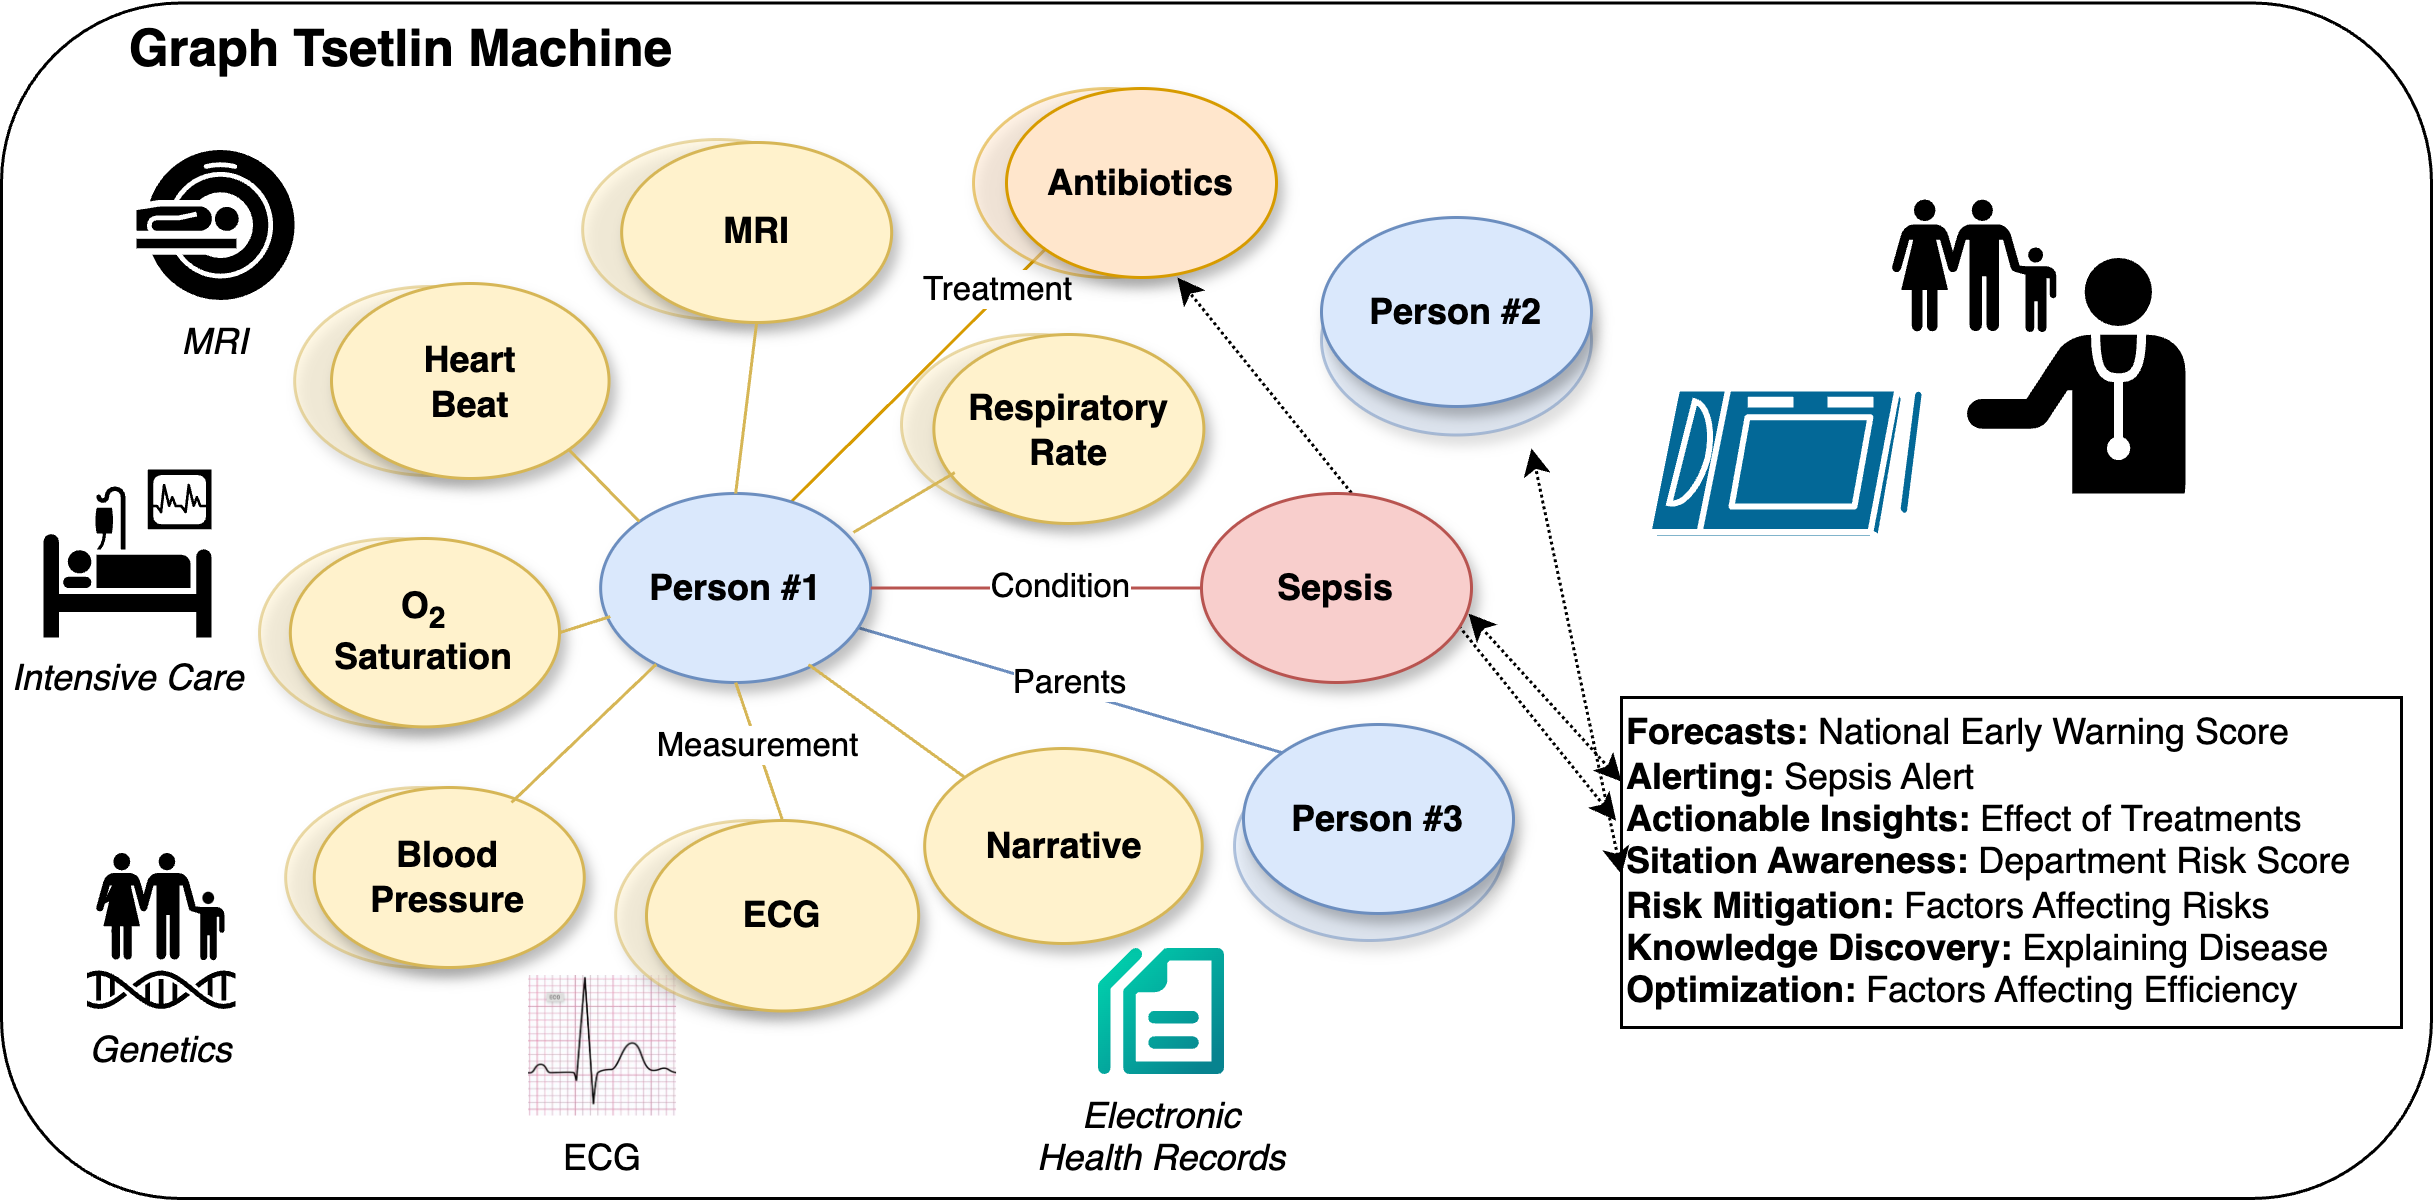 Graph Tsetlin Machine
Antibiotics
MRI
Treatment
Person #2
MRI
Heart
Beat
Respiratory
Rate
Person #1
Condition
Sepsis
O2
Saturation
Intensive Care
Parents
Measurement
Forecasts: National Early Warning Score
Alerting: Sepsis Alert
Actionable Insights: Effect of Treatments
Sitation Awareness: Department Risk Score
Risk Mitigation: Factors Affecting Risks
Knowledge Discovery: Explaining Disease
Optimization: Factors Affecting Efficiency
Person #3
Narrative
Blood
Pressure
ECG
Genetics
ECG
Electronic
Health Records